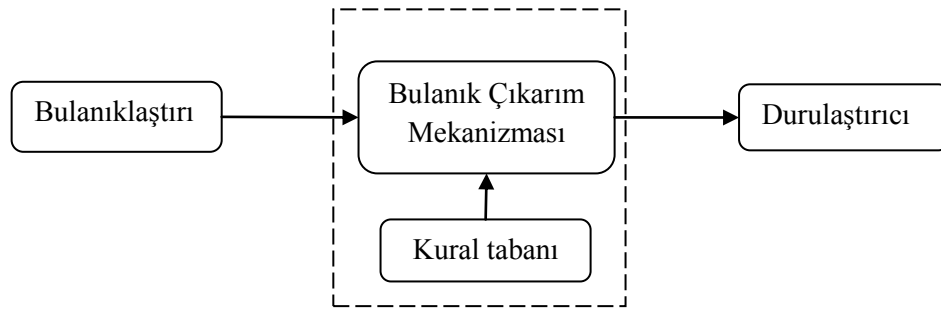 Bulanıklaştırı
Bulanık Çıkarım
Mekanizması
Durulaştırıcı
Kural tabanı